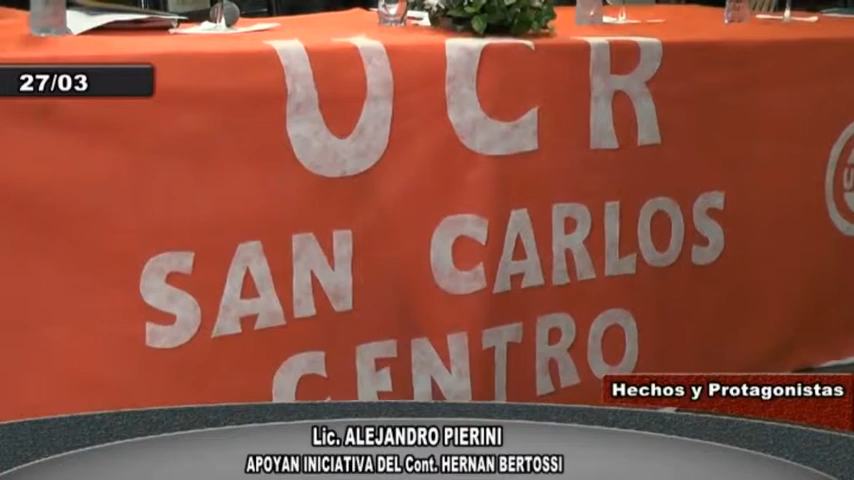 27/03
UCR
SAN CARLOS
CENTRO
Hechos y Protagonistas
Lic. ALEJANDRO PIERINI
APOYAN INICIATIVA DEL Cont. HERNAN BERTOSSI